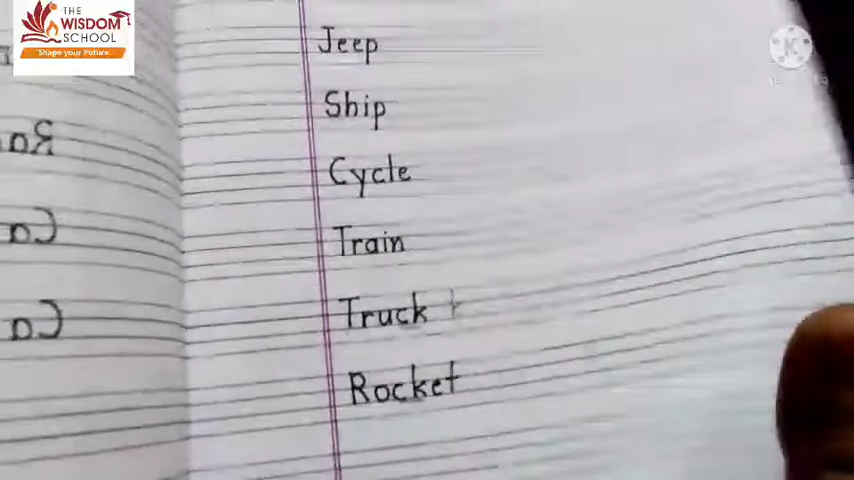 THE
WISDOM
SCHOOL
"Shape your Future"
Jeep
Ship
Cycle
Train
Truck
Rocket
K